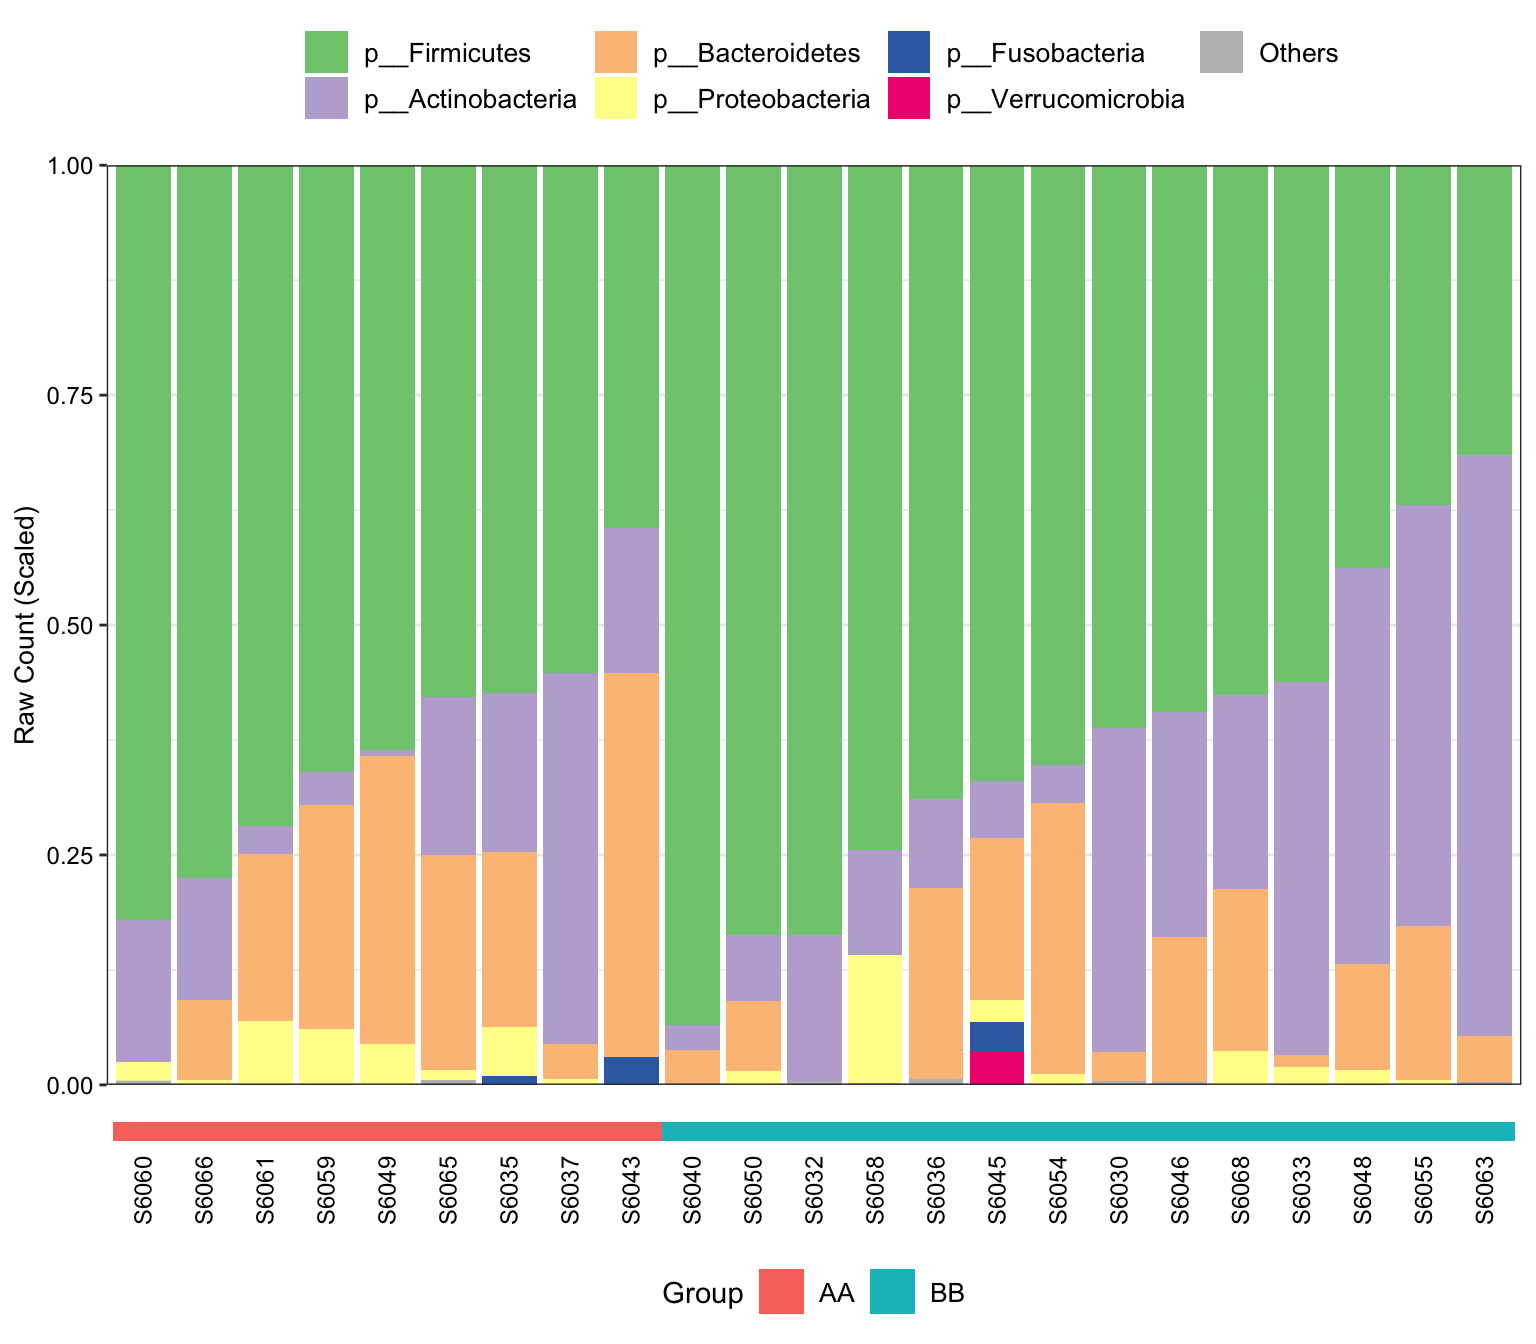 p__Firmicutes p__Bacteroidetes p__Fusobacteria Others
p__Actinobacteria p__Proteobacteria p__Verrucomicrobia
1.00
0.75
0.50
0.25
0.00
Raw Count (Scaled)
S6060 S6066 S6061 S6059 S6049 S6065 S6035 S6037 S6043 S6040 S6050 S6032 S6058 S6036 S6045 S6054 S6030 S6046 S6068 S6033 S6048 S6055 S6063
Group AA BB